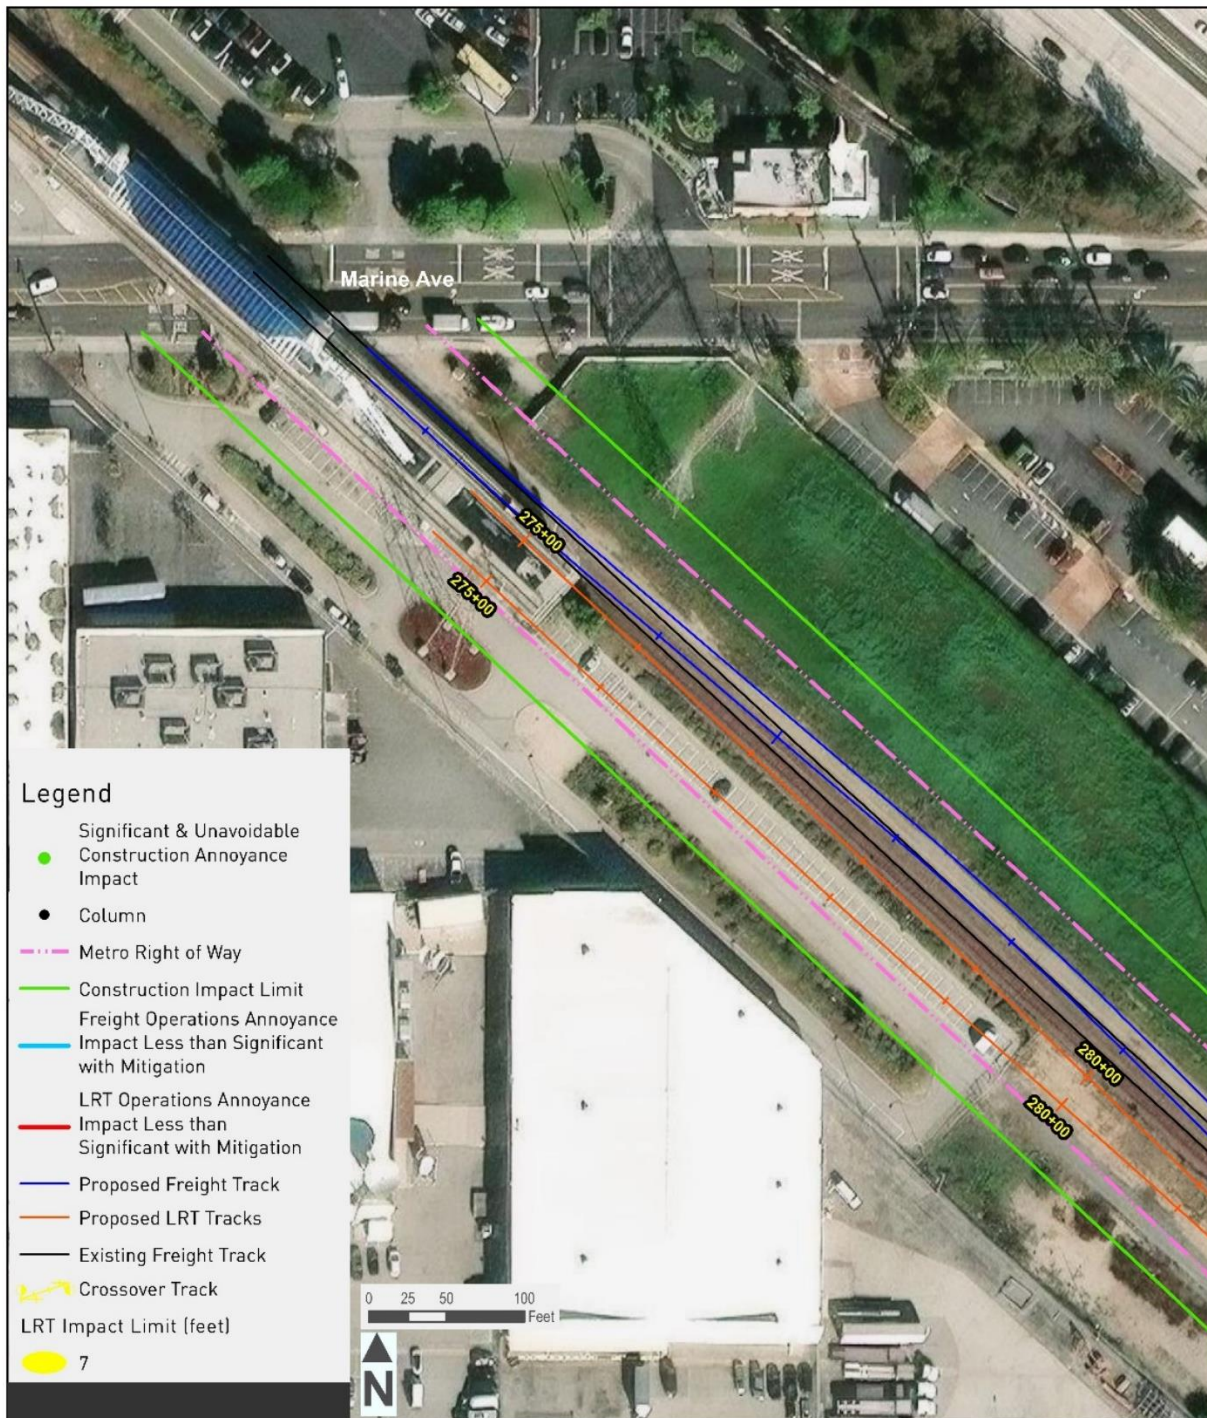 Marine Ave
275+00
275+00
280+00
280+00
Legend
Significant & Unavoidable
Construction Annoyance
Impact
Column
Metro Right of Way
Construction Impact Limit
Freight Operations Annoyance
Impact Less than Significant
with Mitigation
LRT Operations Annoyance
Impact Less than
Significant with Mitigation
Proposed Freight Track
Proposed LRT Tracks
Existing Freight Track
Crossover Track
LRT Impact Limit (feet)
7
0 25 50 100
Feet
N